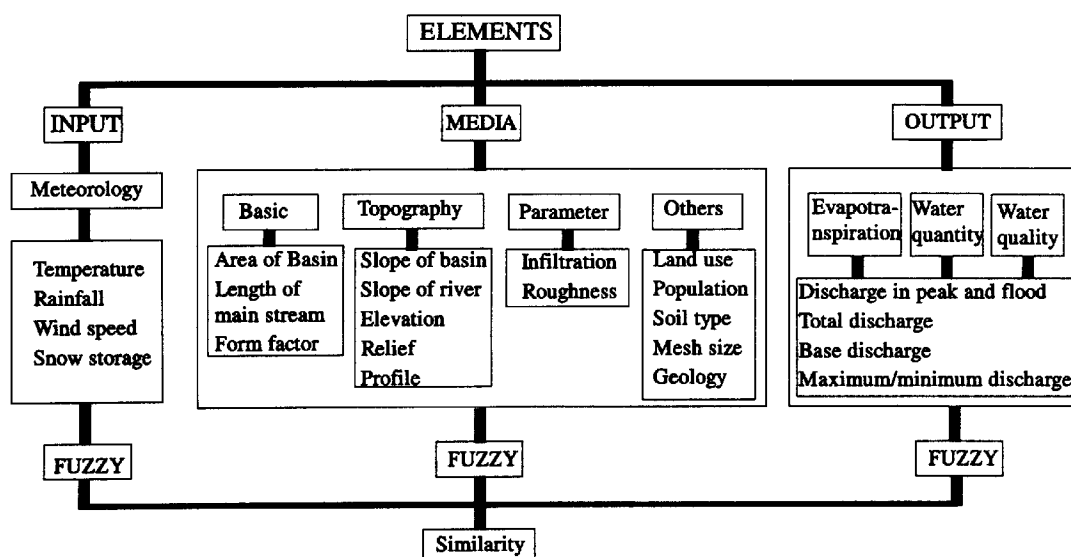 ELEMENTS
INPUT
MEDIA
OUTPUT
Meteorology
Temperature
Rainfall
Wind speed
Snow storage
Basic
Area of Basin
Length of
main stream
Form factor
Topography
Slope of basin
Slope of river
Elevation
Relief
Profile
Parameter
Infiltration
Roughness
Others
Land use
Population
Soil type
Mesh size
Geology
Evapotra-
nspiration
Water
quantity
Water
quality
Discharge in peak and flood
Total discharge
Base discharge
Maximum/minimum discharge
FUZZY
FUZZY
FUZZY
Similarity